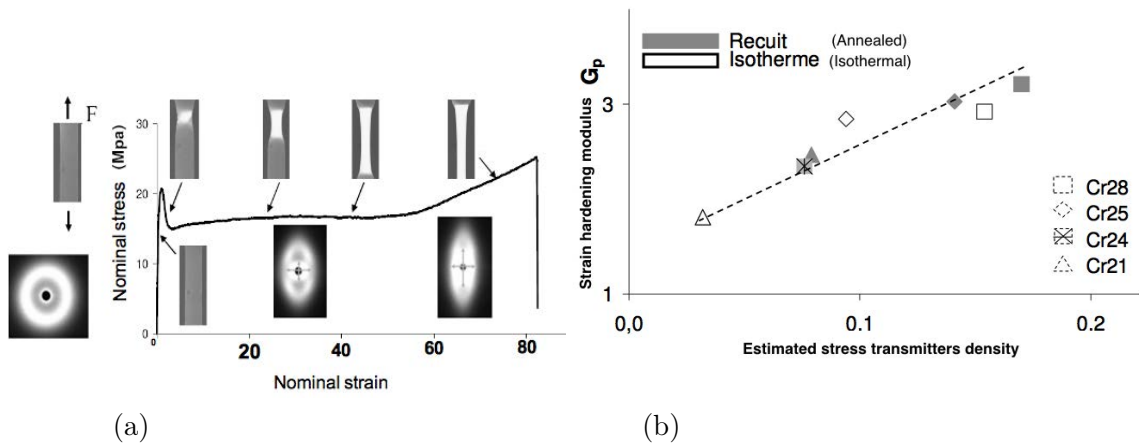 F
Nominal stress (Mpa)
30
20
10
0
0
20
40
60
80
Nominal strain
(a)
Recuit (Annealed)
Isotherme (Isothermal)
Strain hardening modulus Gp
3
1
Cr28
Cr25
Cr24
Cr21
0,0
0.1
0.2
Estimated stress transmitters density
(b)